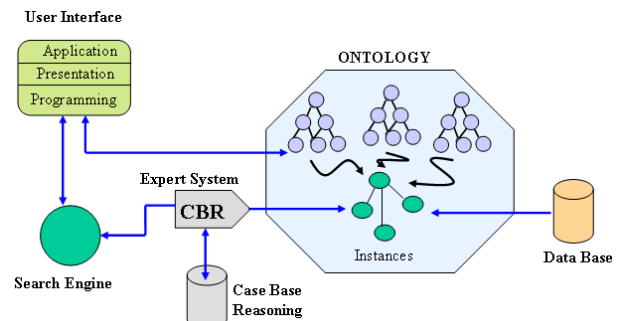 User Interface
Application
Presentation
Programming
ONTOLOGY
Expert System
CBR
Instances
Data Base
Search Engine
Case Base
Reasoning